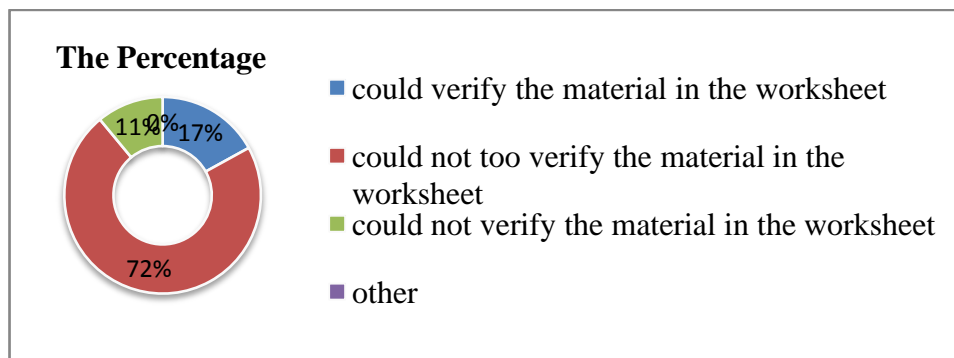 The Percentage
could verify the material in the worksheet
could not too verify the material in the
worksheet
could not verify the material in the worksheet
other
11%
0%
17%
72%